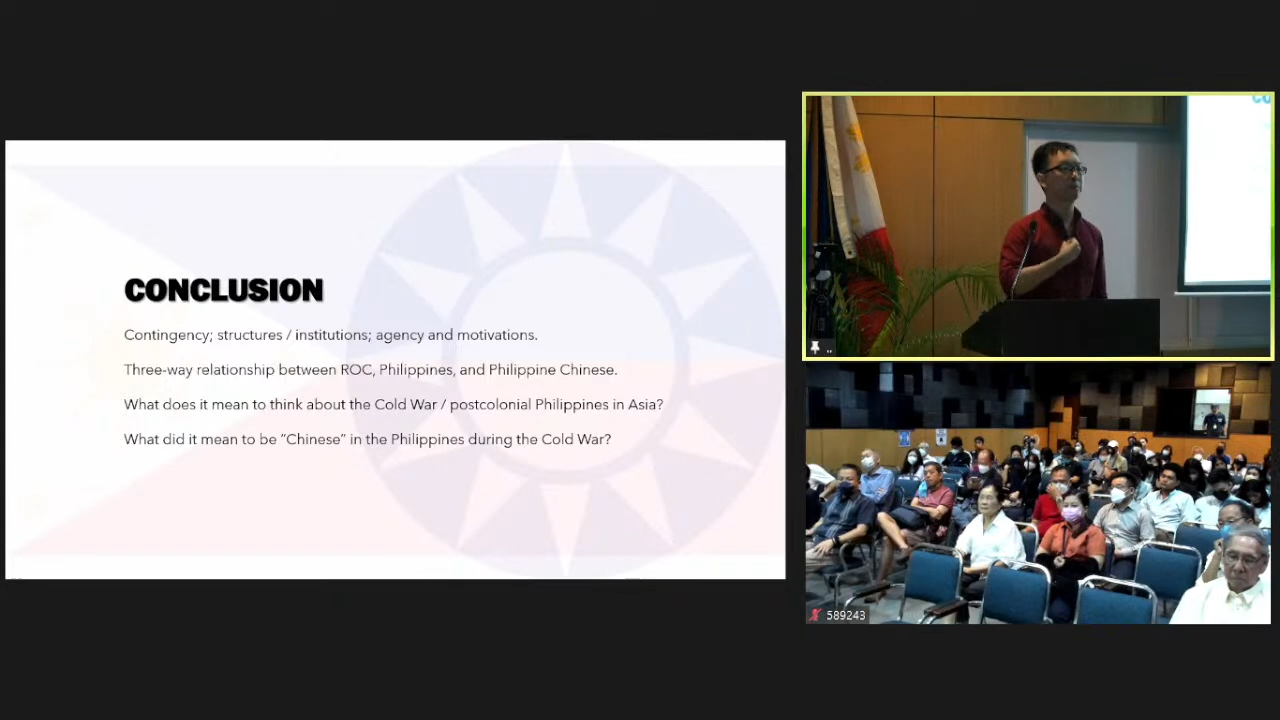 CONCLUSION
Contingency; structures / institutions; agency and motivations.
Three-way relationship between ROC, Philippines, and Philippine Chinese.
What does it mean to think about the Cold War / postcolonial Philippines in Asia?
What did it mean to be “Chinese” in the Philippines during the Cold War?
CO
..
589243